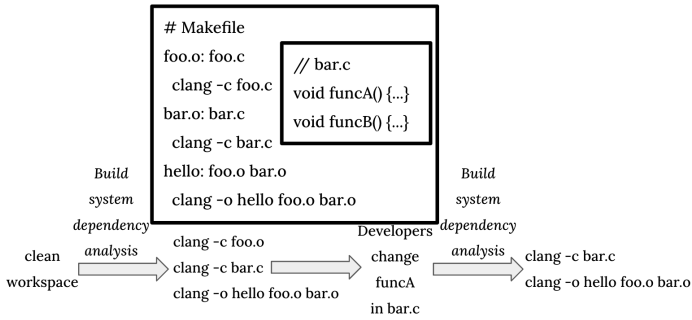 # Makefile
foo.o: foo.c
clang -c foo.c
bar.o: bar.c
clang -c bar.c
hello: foo.o bar.o
clang -o hello foo.o bar.o
// bar.c
void funcA() {...}
void funcB() {...}
clean
workspace
Build
system
dependency
analysis
clang -c foo.o
clang -c bar.c
clang -o hello foo.o bar.o
Developers
change
funcA
in bar.c
Build
system
dependency
analysis
clang -c bar.c
clang -o hello foo.o bar.o